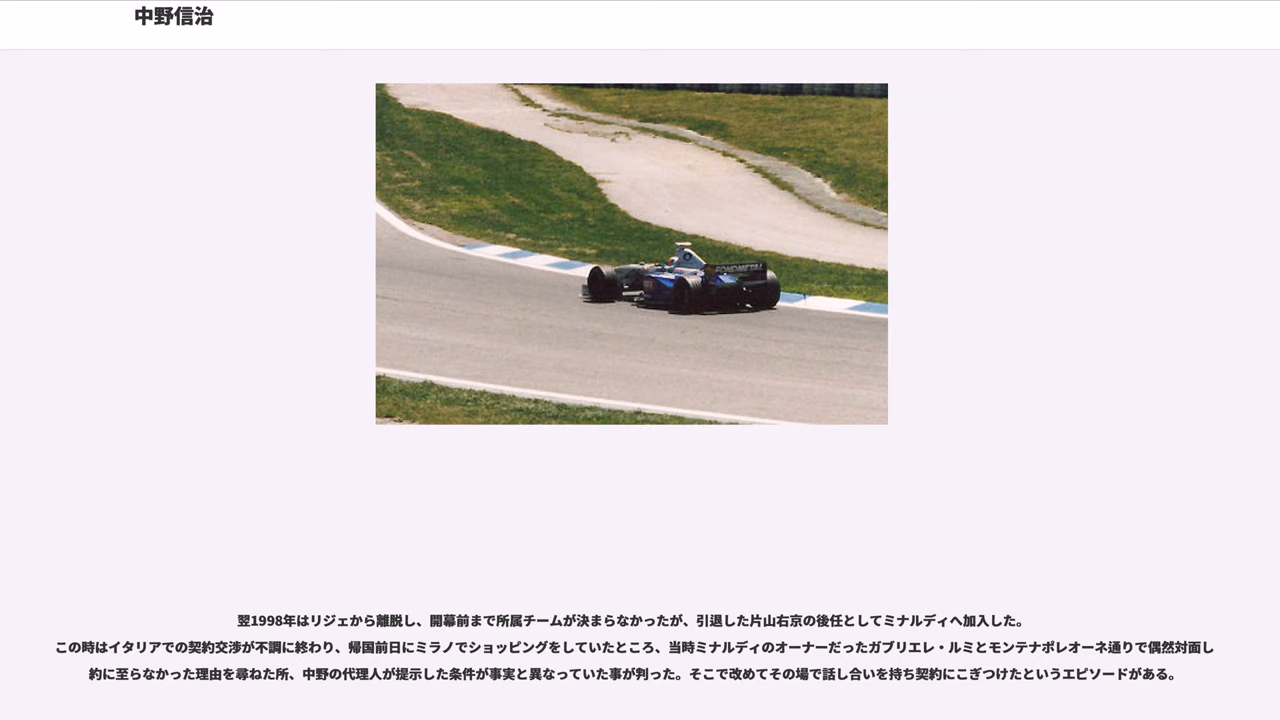 中野信治
FONDMETAL
翌1998年はリジェから離脱し、開幕前まで所属チームが決まらなかったが、引退した片山右京の後任としてミナルディへ加入した。
この時はイタリアでの契約交渉が不調に終わり、帰国前日にミラノでショッピングをしていたところ、当時ミナルディのオーナーだったガブリエレ・ルミとモンテナポレオーネ通りで偶然対面し
約に至らなかった理由を尋ねた所、中野の代理人が提示した条件が事実と異なっていた事が判った。そこで改めてその場で話し合いを持ち契約にこぎつけたというエピソードがある。